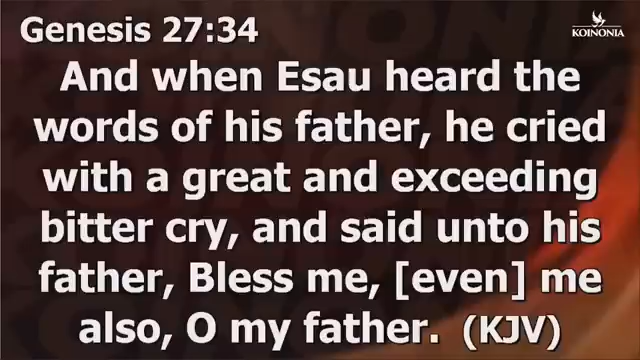 Genesis 27:34
KOINONIA
And when Esau heard the
words of his father, he cried
with a great and exceeding
bitter cry, and said unto his
father, Bless me, [even] me
also, O my father. (KJV)